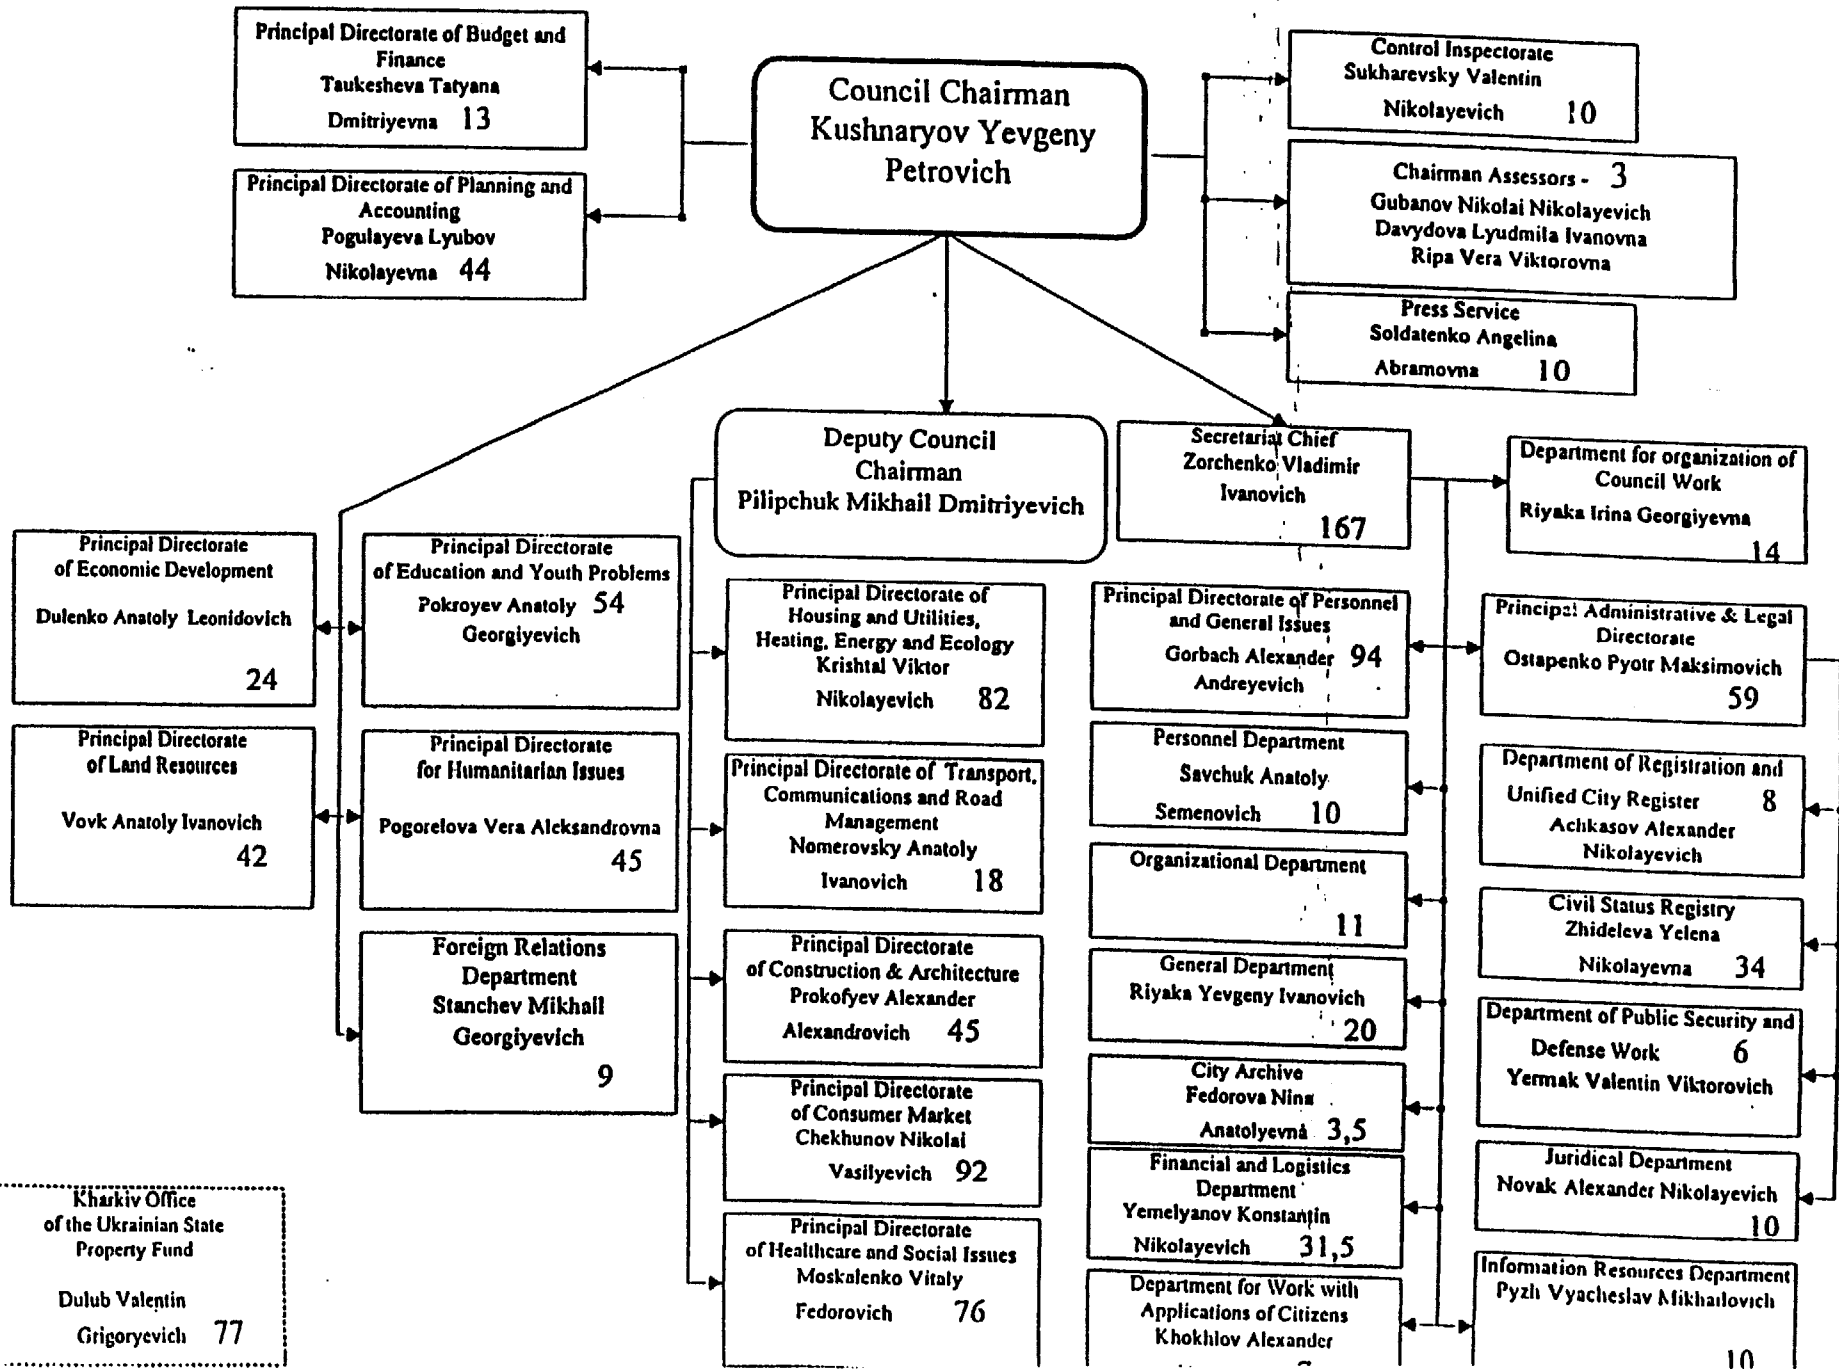 Principal Directorate of Budget and
Finance
Taukesheva Tatyana
Dmitriyevna 13
Principal Directorate of Planning and
Accounting
Pogulayeva Lyubov
Nikolayevna 44
Council Chairman
Kushnaryov Yevgeny
Petrovich
Control Inspectorate
Sukharevsky Valentin
Nikolayevich 10
Chairman Assessors - 3
Gubanov Nikolai Nikolayevich
Davydova Lyudmila Ivanovna
Ripa Vera Viktorovna
Press Service
Soldatenko Angelina
Abramovna 10
Deputy Council
Chairman
Pilipchuk Mikhail Dmitriyevich
Secretariat Chief
Zorchenko Vladimir
Ivanovich
167
Department for organization of
Council Work
Riyaka Irina Georgiyevna
14
Principal Directorate
of Economic Development
Dulenko Anatoly Leonidovich
24
Principal Directorate
of Education and Youth Problems
Pokroyev Anatoly 54
Georgiyevich
Principal Directorate of
Housing and Utilities,
Heating, Energy and Ecology
Krishtal Viktor
Nikolayevich 82
Principal Directorate of Personnel
and General Issues
Gorbach Alexander 94
Andreyevich
Principal Administrative & Legal
Directorate
Ostapenko Pyotr Maksimovich
59
Principal Directorate
of Land Resources
Vovk Anatoly Ivanovich
42
Principal Directorate
for Humanitarian Issues
Pogorelova Vera Aleksandrovna
45
Principal Directorate of Transport,
Communications and Road
Management
Nomerovsky Anatoly
Ivanovich 18
Personnel Department
Savchuk Anatoly
Semenovich 10
Department of Registration and
Unified City Register 8
Achkasov Alexander
Nikolayevich
Organizational Department
11
Civil Status Registry
Zhideleva Yelena
Nikolayevna 34
Foreign Relations
Department
Stanchev Mikhail
Georgiyevich
9
Principal Directorate
of Construction & Architecture
Prokofyev Alexander
Alexandrovich 45
General Department
Riyaka Yevgeny Ivanovich
20
Department of Public Security and
Defense Work 6
Yermak Valentin Viktorovich
Principal Directorate
of Consumer Market
Chekhunov Nikolai
Vasilyevich 92
City Archive
Fedorova Nina
Anatolyevna 3,5
Financial and Logistics
Department
Yemelyanov Konstantin
Nikolayevich 31,5
Juridical Department
Novak Alexander Nikolayevich
10
Kharkiv Office
of the Ukrainian State
Property Fund
Dulub Valentin
Grigoryevich 77
Principal Directorate
of Healthcare and Social Issues
Moskalenko Vitaly
Fedorovich 76
Department for Work with
Applications of Citizens
Khokhlov Alexander
Information Resources Department
Pyzh Vyacheslav Mikhailovich
10